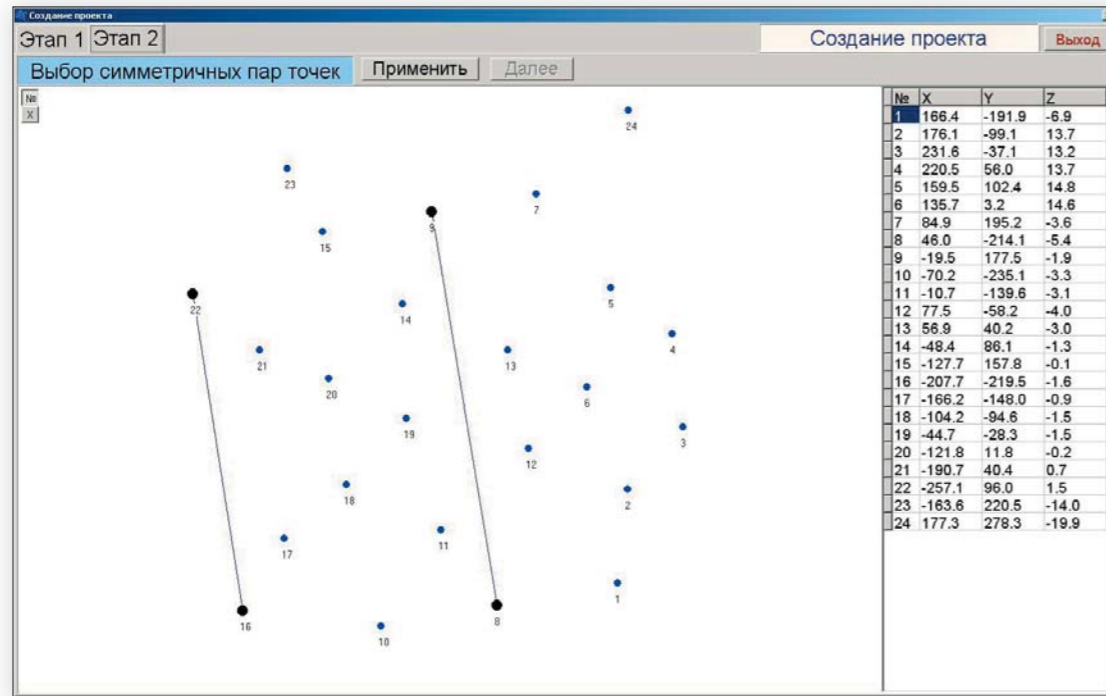 Создание проекта
Этап 1 Этап 2 Создание проекта Выход
Выбор симметричных пар точек Применить Далее
№
X
24
23
7
9
15
22
5
14
4
21
13
20
6
19
3
12
18
2
11
17
1
8
16
10
№ X Y Z
1 166.4 -191.9 -6.9
2 176.1 -99.1 13.7
3 231.6 -37.1 13.2
4 220.5 56.0 13.7
5 159.5 102.4 14.8
6 135.7 3.2 14.6
7 84.9 195.2 -3.6
8 46.0 -214.1 -5.4
9 -19.5 177.5 -1.9
10 -70.2 -235.1 -3.3
11 -10.7 -139.6 -3.1
12 77.5 -58.2 -4.0
13 56.9 40.2 -3.0
14 -48.4 86.1 -1.3
15 -127.7 157.8 -0.1
16 -207.7 -219.5 -1.6
17 -166.2 -148.0 -0.9
18 -104.2 -94.6 -1.5
19 -44.7 -28.3 -1.5
20 -121.8 11.8 -0.2
21 -190.7 40.4 0.7
22 -257.1 96.0 1.5
23 -163.6 220.5 -14.0
24 177.3 278.3 -19.9